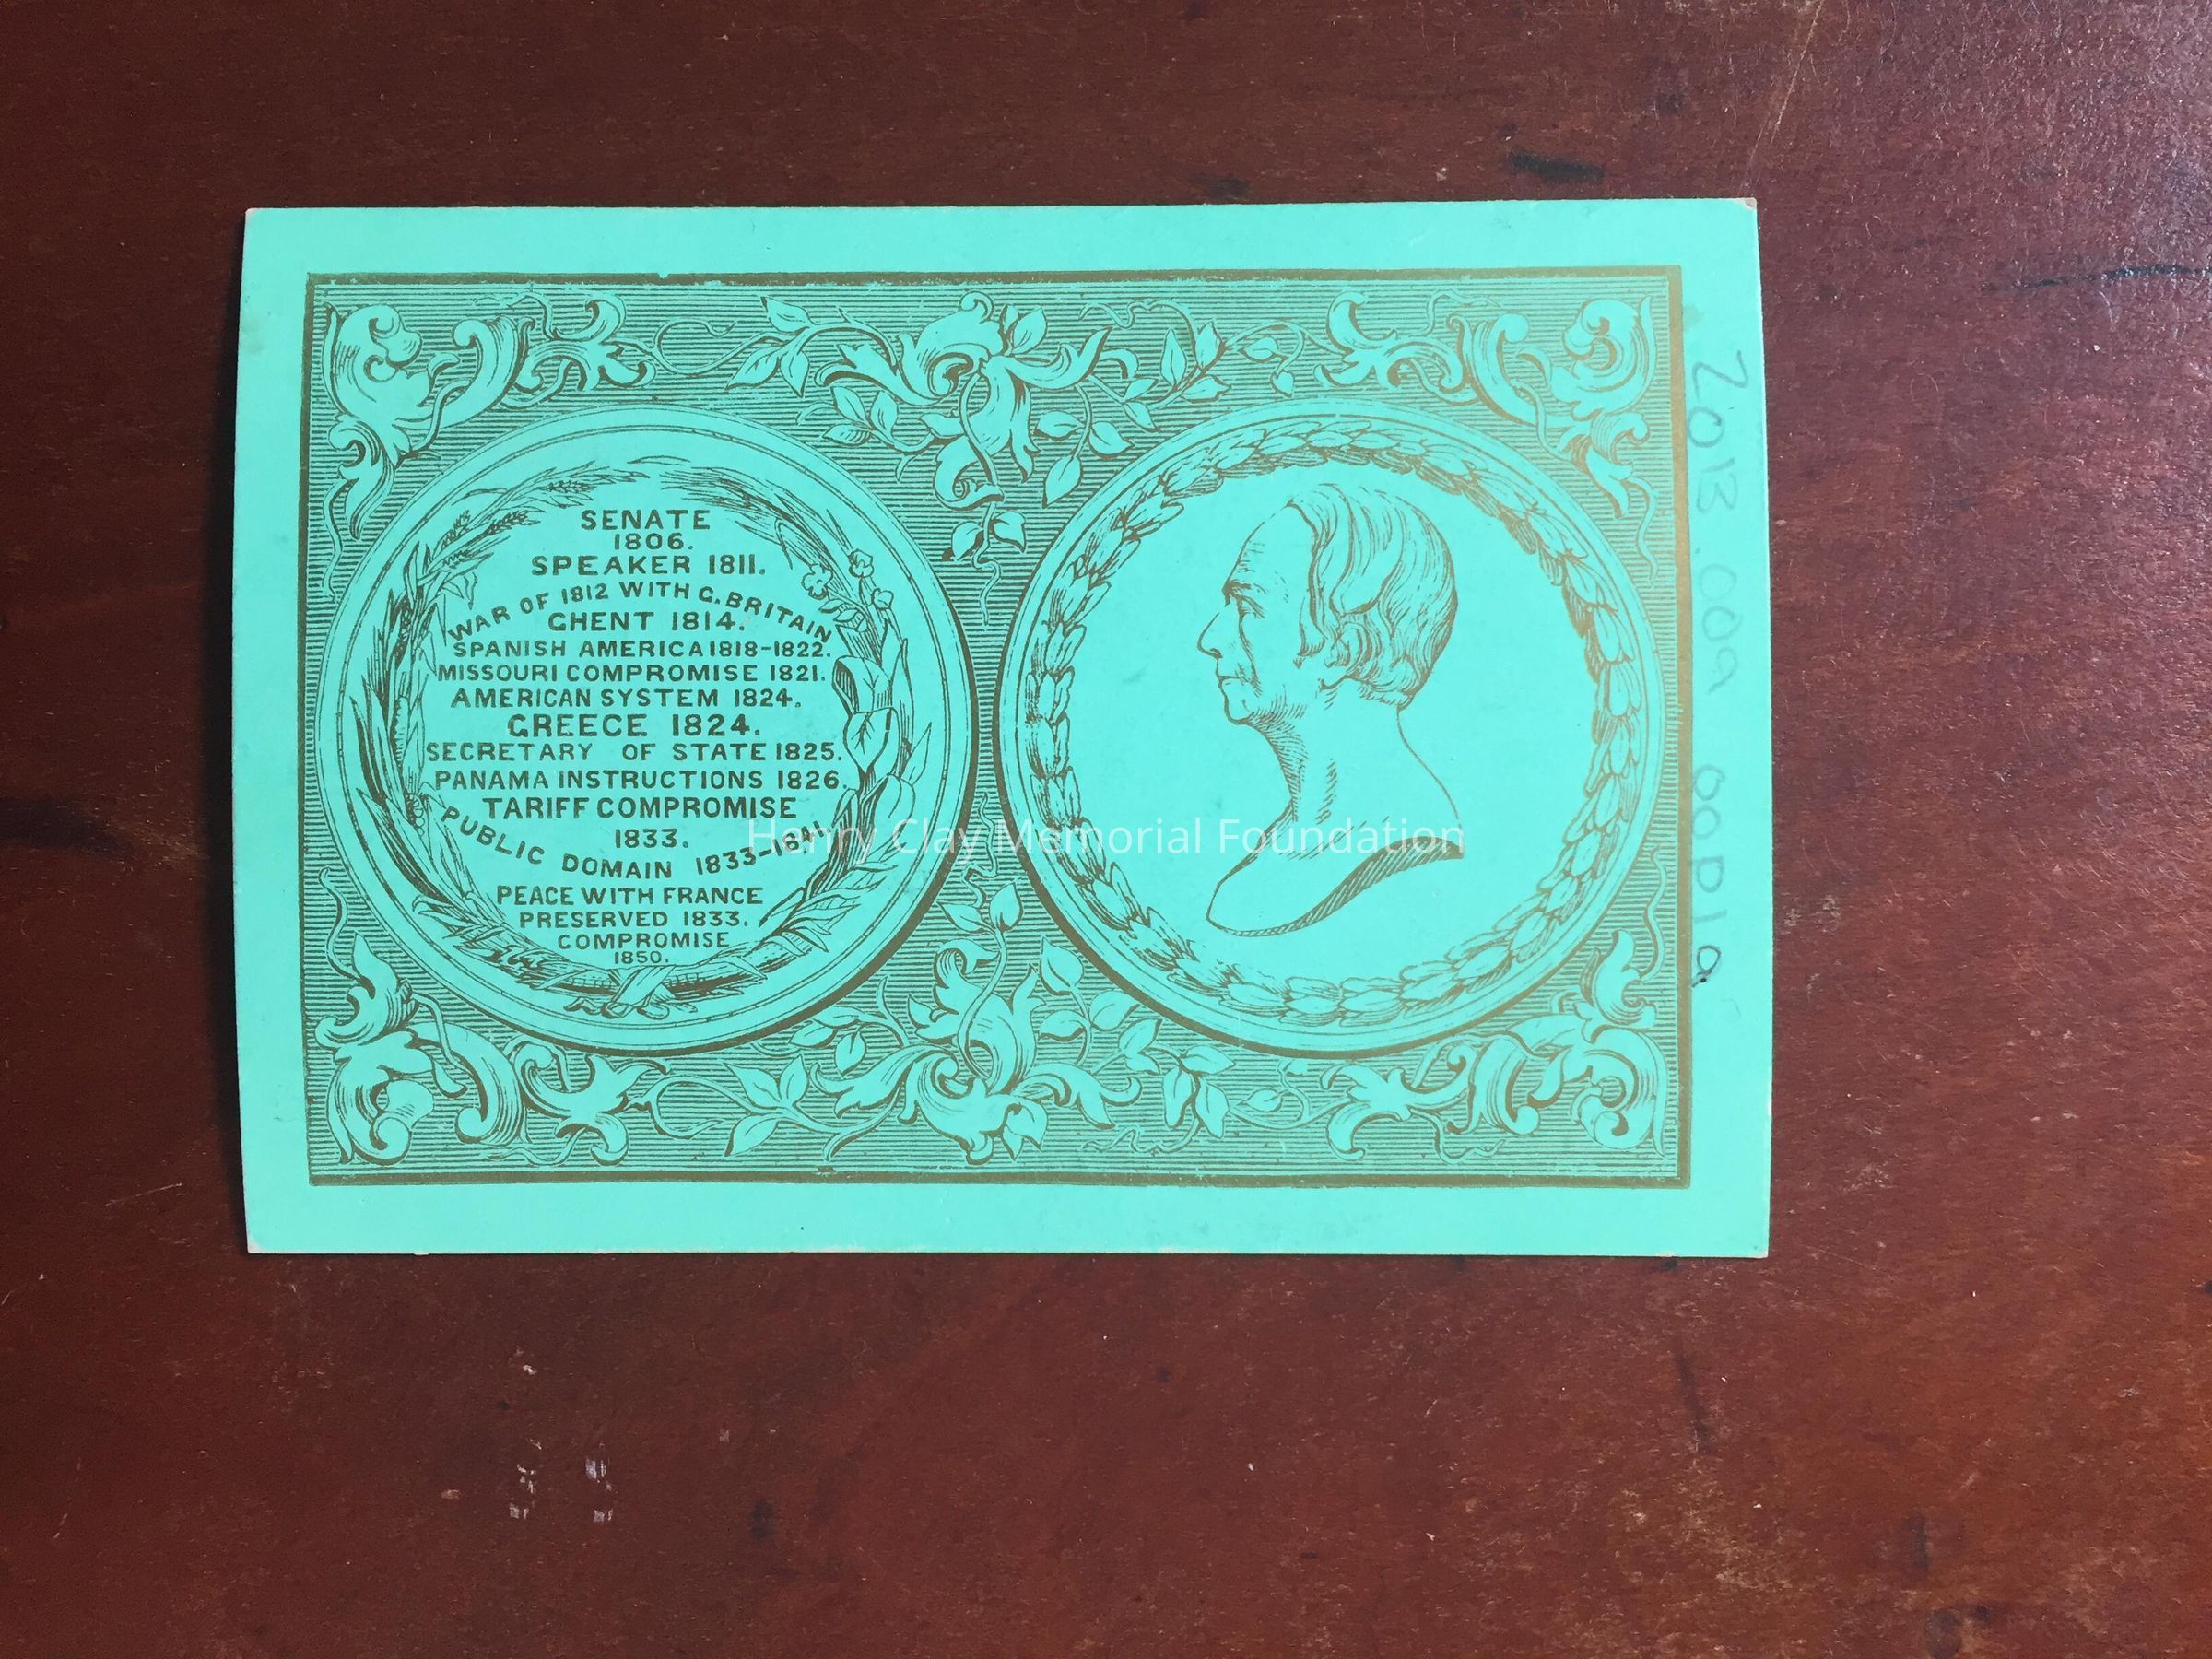 SENATE
1806.
SPEAKER 1811.
WAR OF 1812 WITH G. BRITAIN
GHENT 1814.
SPANISH AMERICA 1818-1822.
MISSOURI COMPROMISE 1821.
AMERICAN SYSTEM 1824.
GREECE 1824.
SECRETARY OF STATE 1825.
PANAMA INSTRUCTIONS 1826.
TARIFF COMPROMISE
1833.
PUBLIC DOMAIN 1833-1841
PEACE WITH FRANCE
PRESERVED 1833.
COMPROMISE
1850.
Henry Clay Memorial Foundation
2013.009